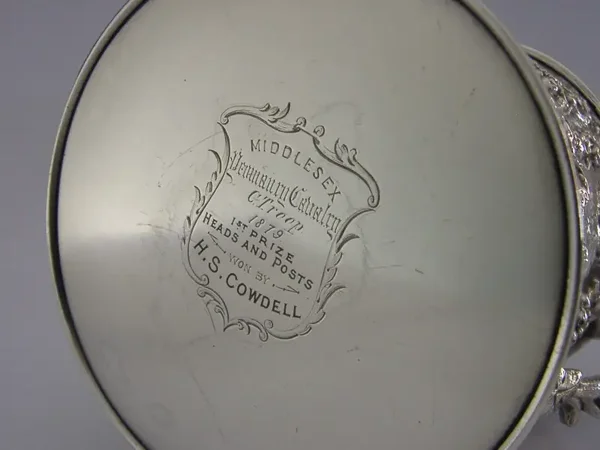 MIDDLESEX
Yeomanry Cavalry
C. Troop
1879
1ST PRIZE
HEADS AND POSTS
WON BY
H. S. COWDELL